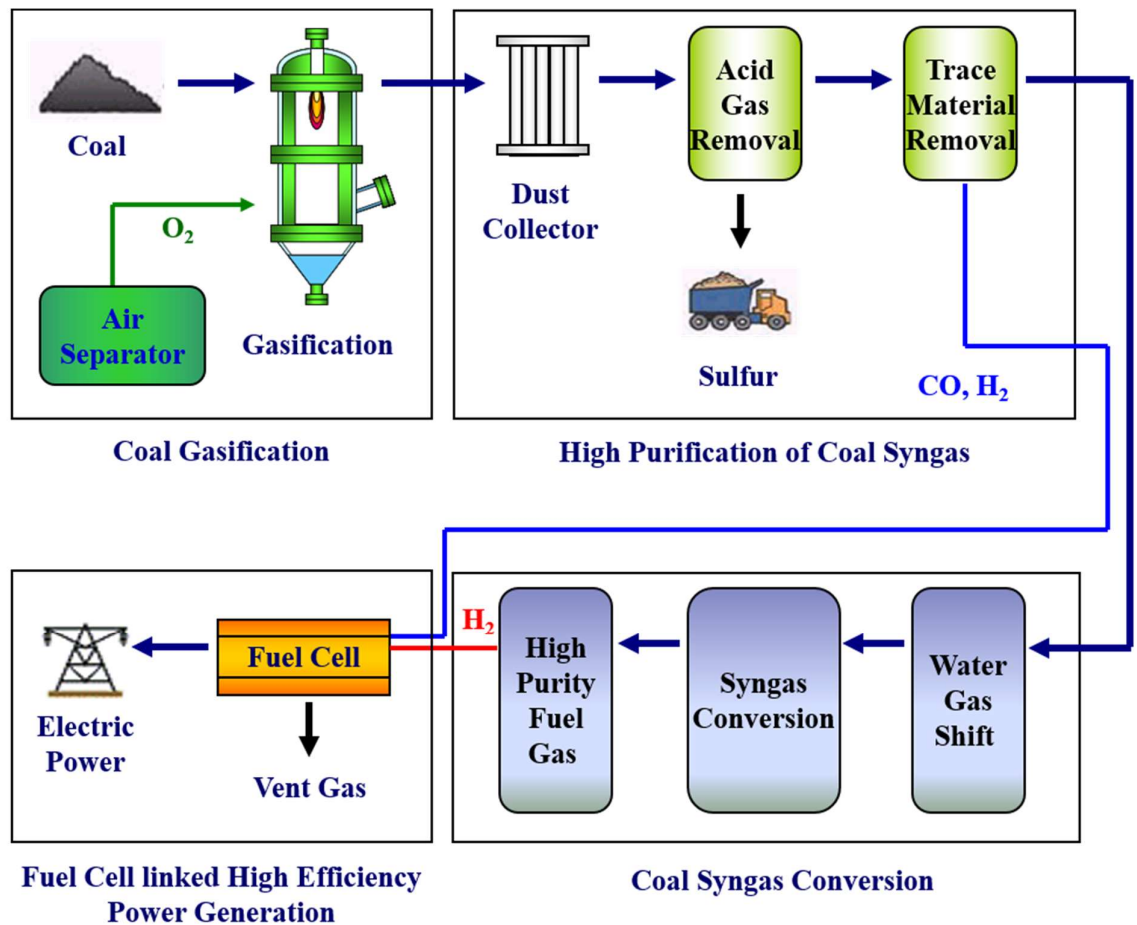 Coal
O₂
Air
Separator
Gasification
Coal Gasification
Dust
Collector
Acid
Gas
Removal
Trace
Material
Removal
Sulfur
CO, H₂
High Purification of Coal Syngas
Electric
Power
Fuel Cell
Vent Gas
Fuel Cell linked High Efficiency
Power Generation
H₂
High
Purity
Fuel
Gas
Syngas
Conversion
Water
Gas
Shift
Coal Syngas Conversion